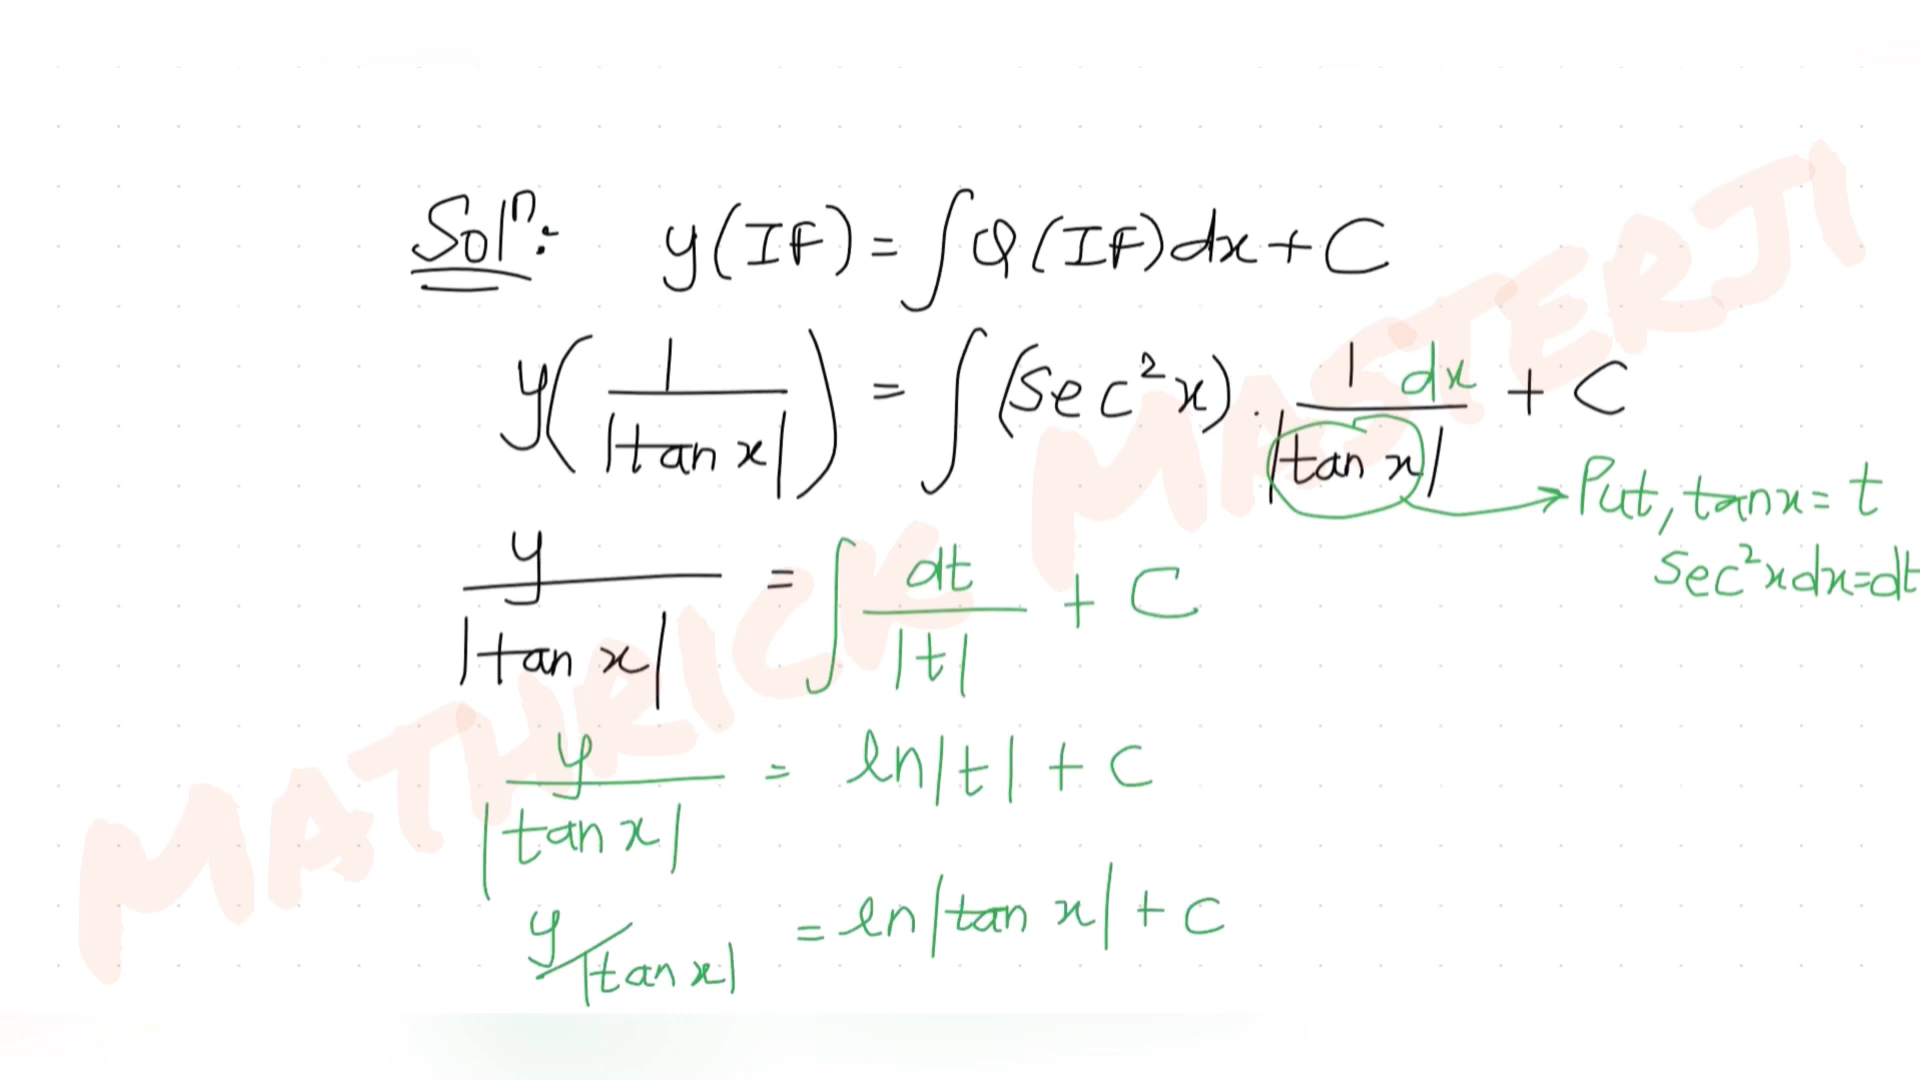 Solⁿ: y(IF) = ∫Q(IF)dx + C
y(1/|tan x|) = ∫(sec²x) . 1/|tan x| dx + C
Put, tanx = t
y/|tan x| = ∫dt/|t| + C
sec²xdx=dt
y/|tan x| = ln|t| + C
y/|tan x| = ln|tan x| + C
MATHRICK MASTERJI